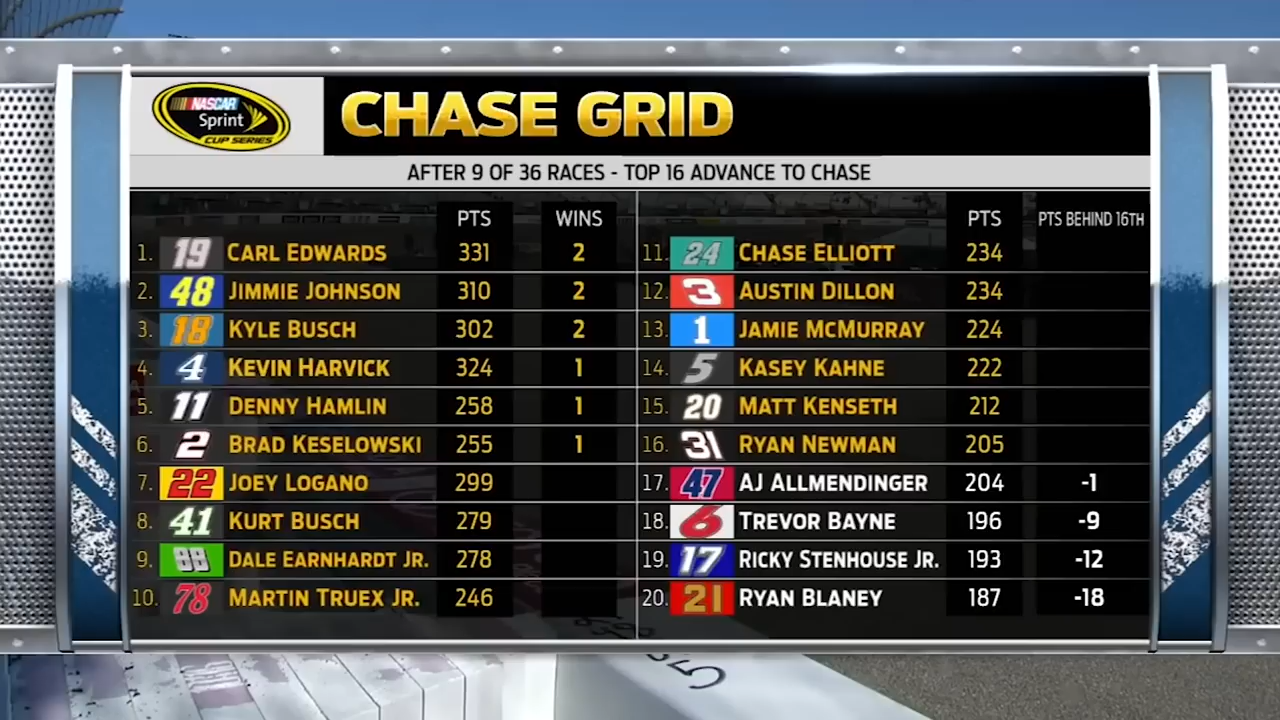 NASCAR
Sprint
CUP SERIES
CHASE GRID
AFTER 9 OF 36 RACES - TOP 16 ADVANCE TO CHASE
PTS WINS
1. 19 CARL EDWARDS 331 2
2. 48 JIMMIE JOHNSON 310 2
3. 18 KYLE BUSCH 302 2
4. 4 KEVIN HARVICK 324 1
5. 11 DENNY HAMLIN 258 1
6. 2 BRAD KESELOWSKI 255 1
7. 22 JOEY LOGANO 299
8. 41 KURT BUSCH 279
9. 88 DALE EARNHARDT JR. 278
10. 78 MARTIN TRUEX JR. 246
PTS PTS BEHIND 16TH
11. 24 CHASE ELLIOTT 234
12. 3 AUSTIN DILLON 234
13. 1 JAMIE MCMURRAY 224
14. 5 KASEY KAHNE 222
15. 20 MATT KENSETH 212
16. 31 RYAN NEWMAN 205
17. 47 AJ ALLMENDINGER 204 -1
18. 6 TREVOR BAYNE 196 -9
19. 17 RICKY STENHOUSE JR. 193 -12
20. 21 RYAN BLANEY 187 -18